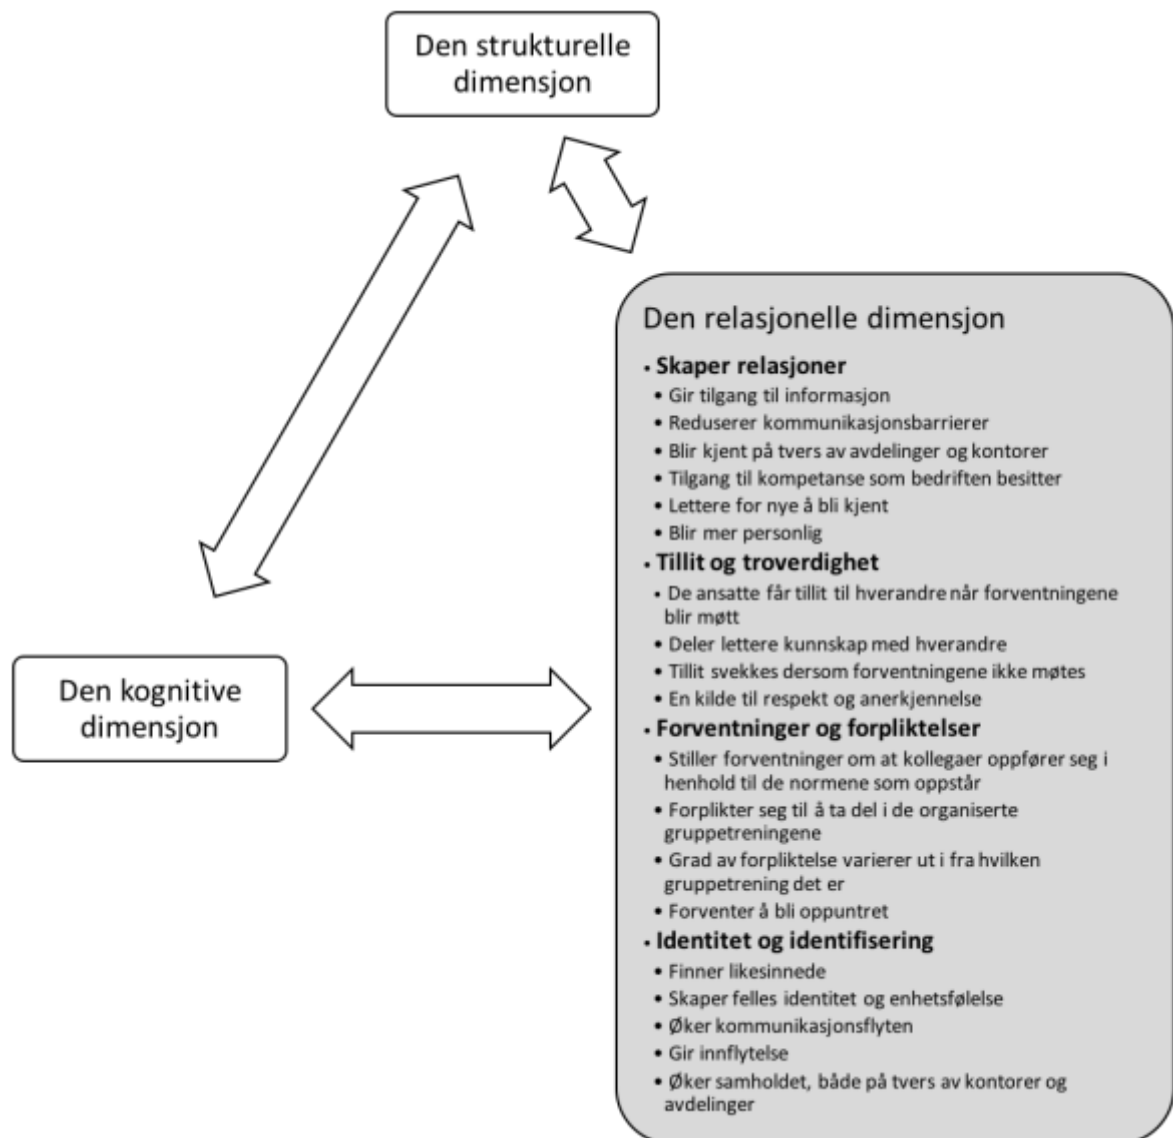 Den strukturelle
dimensjon
Den relasjonelle dimensjon
• Skaper relasjoner
• Gir tilgang til informasjon
• Reduserer kommunikasjonsbarrierer
• Blir kjent på tvers av avdelinger og kontorer
• Tilgang til kompetanse som bedriften besitter
• Lettere for nye å bli kjent
• Blir mer personlig
• Tillit og troverdighet
• De ansatte får tillit til hverandre når forventningene
blir møtt
• Deler lettere kunnskap med hverandre
• Tillit svekkes dersom forventningene ikke møtes
• En kilde til respekt og anerkjennelse
• Forventninger og forpliktelser
• Stiller forventninger om at kollegaer oppfører seg i
henhold til de normene som oppstår
• Forplikter seg til å ta del i de organiserte
gruppetreningene
• Grad av forpliktelse varierer ut i fra hvilken
gruppetrening det er
• Forventer å bli oppuntret
• Identitet og identifisering
• Finner likesinnede
• Skaper felles identitet og enhetsfølelse
• Øker kommunikasjonsflyten
• Gir innflytelse
• Øker samholdet, både på tvers av kontorer og
avdelinger
Den kognitive
dimensjon